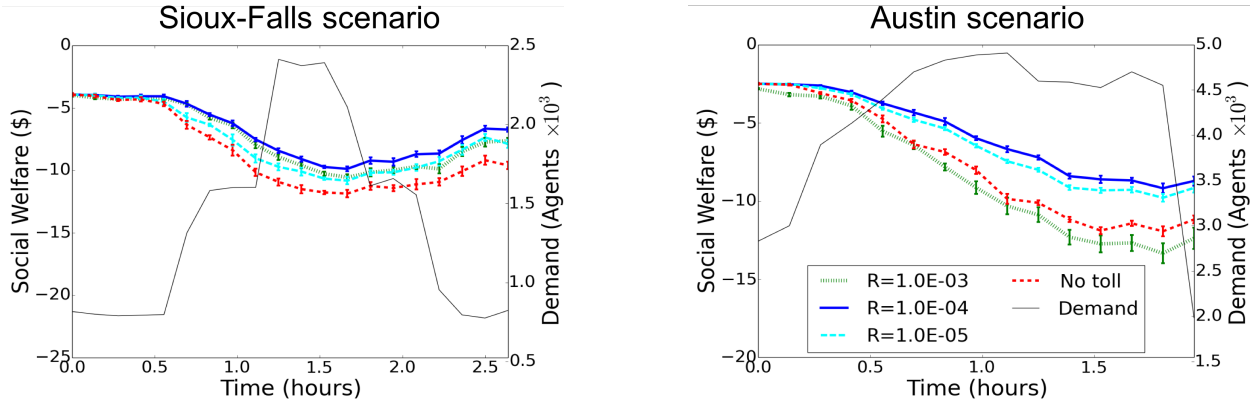 Sioux-Falls scenario
0
−5
−10
−15
−20
−25
Social Welfare ($)
0.0
0.5
1.0
1.5
2.0
2.5
Time (hours)
2.5
2.0
1.5
1.0
0.5
Demand (Agents ×10³ )
Austin scenario
0
−5
−10
−15
−20
Social Welfare ($)
0.0
0.5
1.0
1.5
Time (hours)
5.0
4.5
4.0
3.5
3.0
2.5
2.0
1.5
Demand (Agents ×10³ )
R=1.0E-03
R=1.0E-04
R=1.0E-05
No toll
Demand